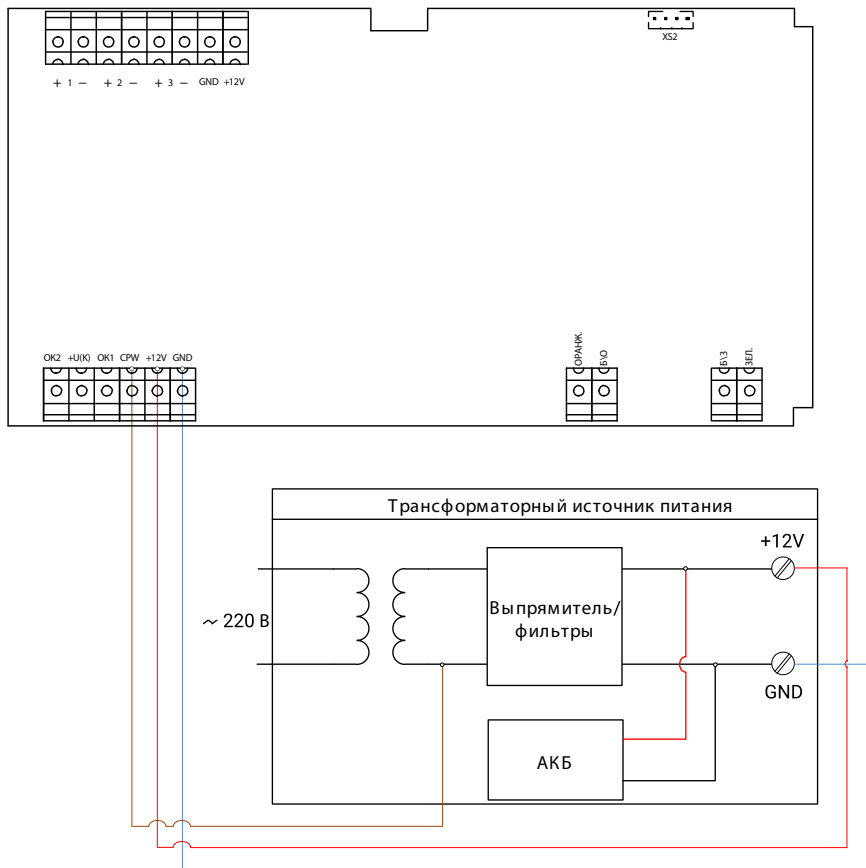 XS2
+ 1 − + 2 − + 3 − GND +12V
OK2 +U(K) OK1 CPW +12V GND
ОРАНЖ.
Б\О
Б\З
ЗЕЛ.
Трансформаторный источник питания
+12V
~ 220 В
Выпрямитель/
фильтры
GND
АКБ